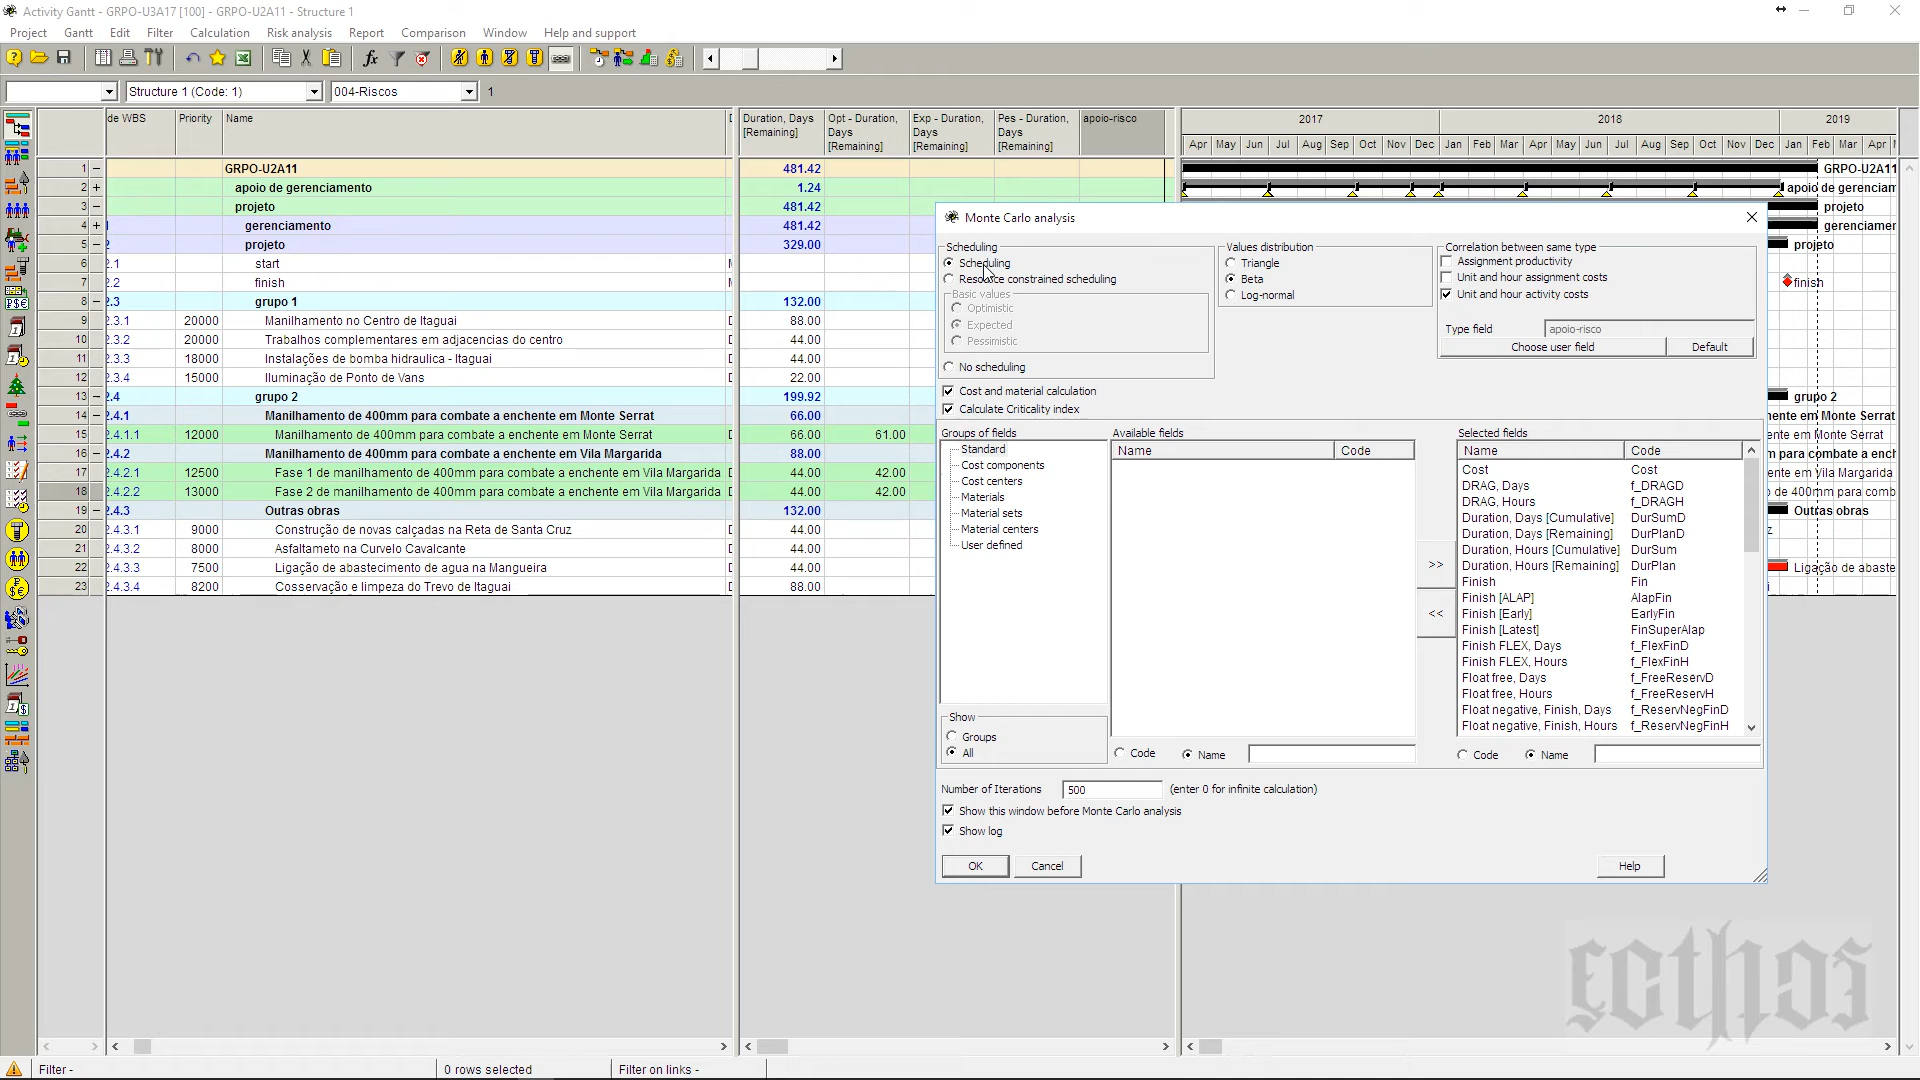 Activity Gantt - GRPO-U3A17 [100] - GRPO-U2A11 - Structure 1
Project Gantt Edit Filter Calculation Risk analysis Report Comparison Window Help and support
Structure 1 (Code: 1) 004-Riscos 1
de WBS Priority Name
Duration, Days [Remaining]
Opt - Duration, Days [Remaining]
Exp - Duration, Days [Remaining]
Pes - Duration, Days [Remaining]
apoio-risco
2017 2018 2019
Apr May Jun Jul Aug Sep Oct Nov Dec Jan Feb Mar Apr May Jun Jul Aug Sep Oct Nov Dec Jan Feb Mar Apr
1 GRPO-U2A11 481.42
2 apoio de gerenciamento 1.24
3 projeto 481.42
4 gerenciamento 481.42
5 projeto 329.00
6 2.1 start
7 2.2 finish
8 2.3 grupo 1 132.00
9 2.3.1 20000 Manilhamento no Centro de Itaguai 88.00
10 2.3.2 20000 Trabalhos complementares em adjacencias do centro 44.00
11 2.3.3 18000 Instalações de bomba hidraulica - Itaguai 44.00
12 2.3.4 15000 Iluminação de Ponto de Vans 22.00
13 2.4 grupo 2 199.92
14 2.4.1 Manilhamento de 400mm para combate a enchente em Monte Serrat 66.00
15 2.4.1.1 12000 Manilhamento de 400mm para combate a enchente em Monte Serrat 66.00 61.00
16 2.4.2 Manilhamento de 400mm para combate a enchente em Vila Margarida 88.00
17 2.4.2.1 12500 Fase 1 de manilhamento de 400mm para combate a enchente em Vila Margarida 44.00 42.00
18 2.4.2.2 13000 Fase 2 de manilhamento de 400mm para combate a enchente em Vila Margarida 44.00 42.00
19 2.4.3 Outras obras 132.00
20 2.4.3.1 9000 Construção de novas calçadas na Reta de Santa Cruz 44.00
21 2.4.3.2 8000 Asfaltameto na Curvelo Cavalcante 44.00
22 2.4.3.3 7500 Ligação de abastecimento de agua na Mangueira 44.00
23 2.4.3.4 8200 Cosservação e limpeza do Trevo de Itaguai 88.00
GRPO-U2A11
apoio de gerenciam
projeto
gerenciamer
projeto
finish
grupo 2
nente em Monte Serrat
hente em Monte Serrat
Outras obras
Ligação de abaste
Monte Carlo analysis
Scheduling
Scheduling
Resource constrained scheduling
Basic values
Optimistic
Expected
Pessimistic
No scheduling
Cost and material calculation
Calculate Criticality index
Values distribution
Triangle
Beta
Log-normal
Correlation between same type
Assignment productivity
Unit and hour assignment costs
Unit and hour activity costs
Type field apoio-risco
Choose user field Default
Groups of fields
Standard
Cost components
Cost centers
Materials
Material sets
Material centers
User defined
Show
Groups
All
Available fields
Name Code
>>
<<
Code Name
Selected fields
Name Code
Cost Cost
DRAG, Days f_DRAGD
DRAG, Hours f_DRAGH
Duration, Days [Cumulative] DurSumD
Duration, Days [Remaining] DurPlanD
Duration, Hours [Cumulative] DurSum
Duration, Hours [Remaining] DurPlan
Finish Fin
Finish [ALAP] AlapFin
Finish [Early] EarlyFin
Finish [Latest] FinSuperAlap
Finish FLEX, Days f_FlexFinD
Finish FLEX, Hours f_FlexFinH
Float free, Days f_FreeReservD
Float free, Hours f_FreeReservH
Float negative, Finish, Days f_ReservNegFinD
Float negative, Finish, Hours f_ReservNegFinH
Code Name
Number of Iterations 500 (enter 0 for infinite calculation)
Show this window before Monte Carlo analysis
Show log
OK Cancel Help
Filter - 0 rows selected Filter on links -